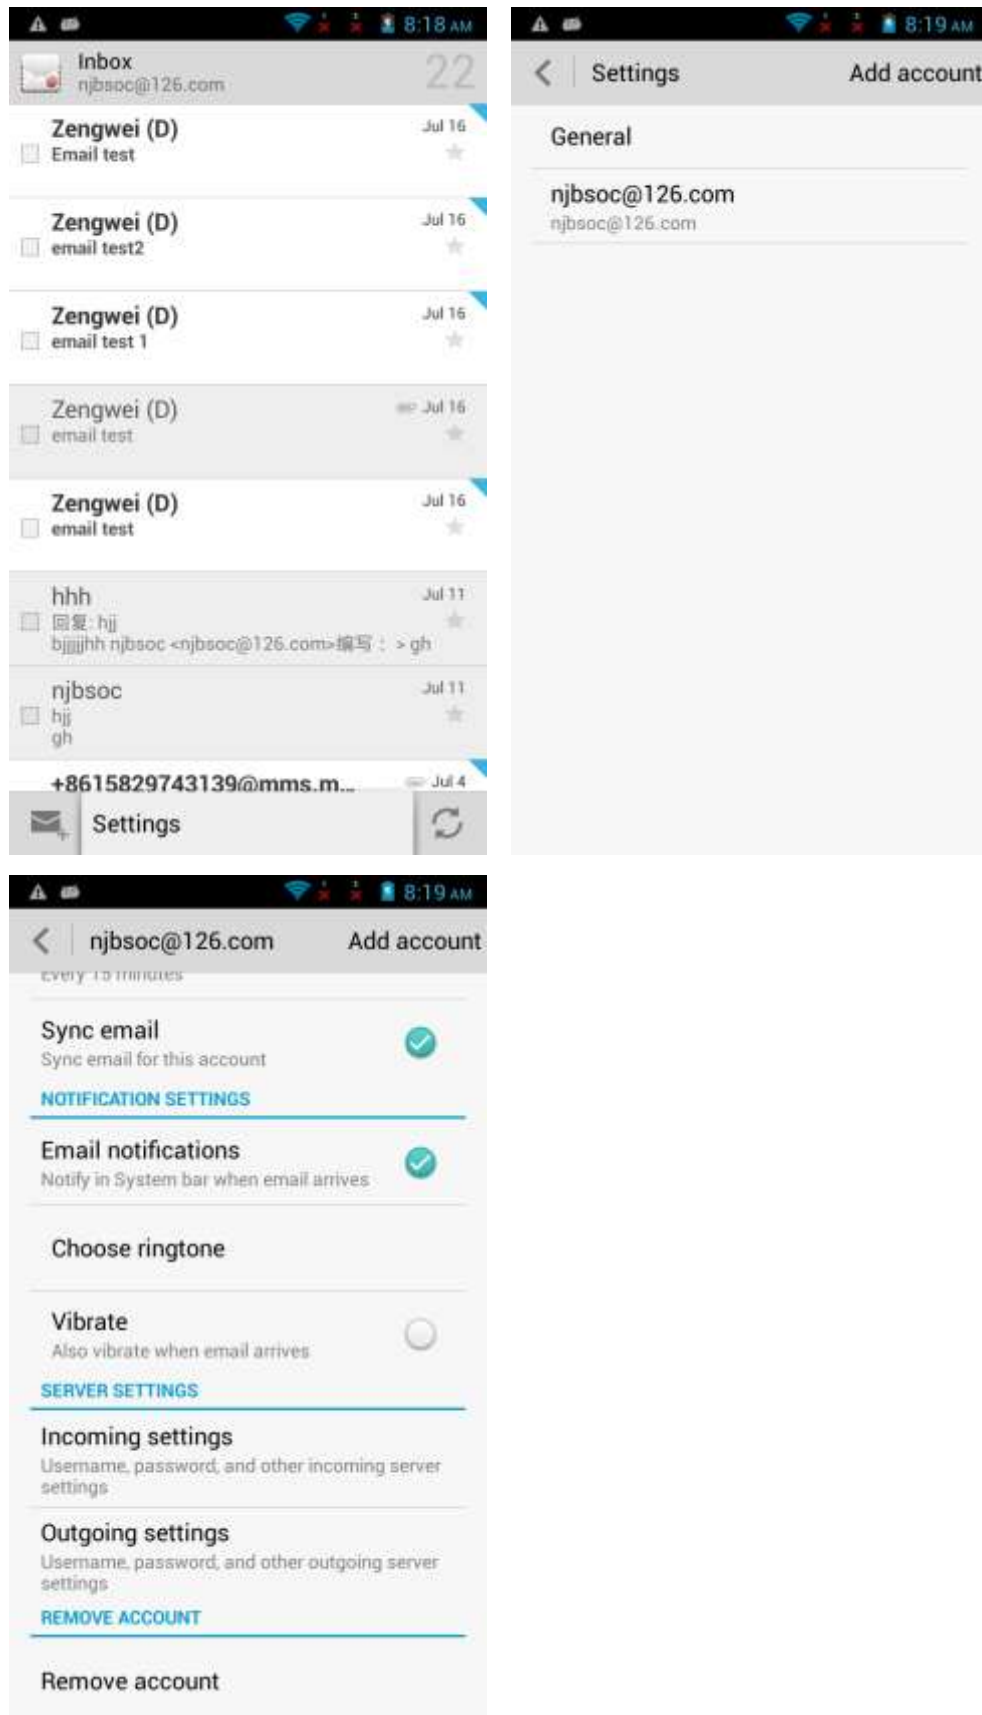 8:18 AM
Inbox
njbsoc@126.com
22
Zengwei (D)
Jul 16
Email test
Zengwei (D)
Jul 16
email test2
Zengwei (D)
Jul 16
email test 1
Zengwei (D)
Jul 16
email test
Zengwei (D)
Jul 16
email test
hhh
Jul 11
回复: hjj
bjjjjjhh njbsoc <njbsoc@126.com>编写： > gh
njbsoc
Jul 11
hjj
gh
+8615829743139@mms.m...
Jul 4
Settings
8:19 AM
Settings
Add account
General
njbsoc@126.com
njbsoc@126.com
8:19 AM
njbsoc@126.com
Add account
Every 15 minutes
Sync email
Sync email for this account
NOTIFICATION SETTINGS
Email notifications
Notify in System bar when email arrives
Choose ringtone
Vibrate
Also vibrate when email arrives
SERVER SETTINGS
Incoming settings
Username, password, and other incoming server
settings
Outgoing settings
Username, password, and other outgoing server
settings
REMOVE ACCOUNT
Remove account